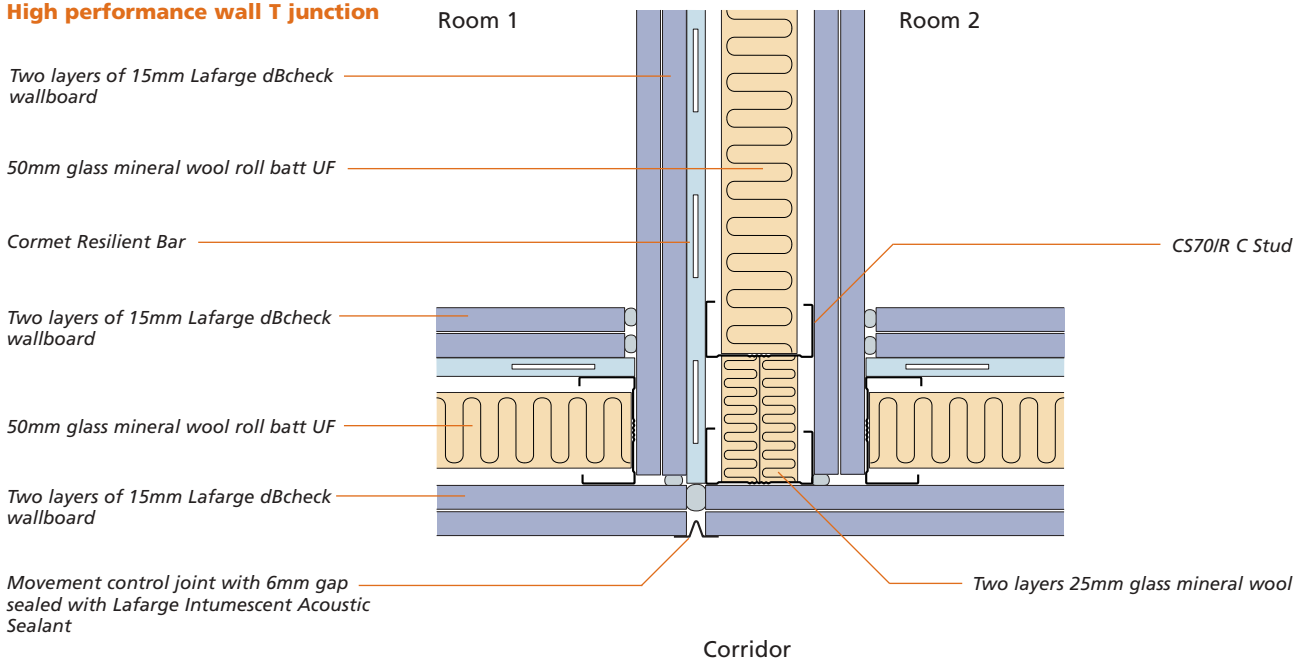 High performance wall T junction
Room 1
Room 2
Two layers of 15mm Lafarge dBcheck
wallboard
50mm glass mineral wool roll batt UF
Cormet Resilient Bar
CS70/R C Stud
Two layers of 15mm Lafarge dBcheck
wallboard
50mm glass mineral wool roll batt UF
Two layers of 15mm Lafarge dBcheck
wallboard
Movement control joint with 6mm gap
sealed with Lafarge Intumescent Acoustic
Sealant
Two layers 25mm glass mineral wool
Corridor